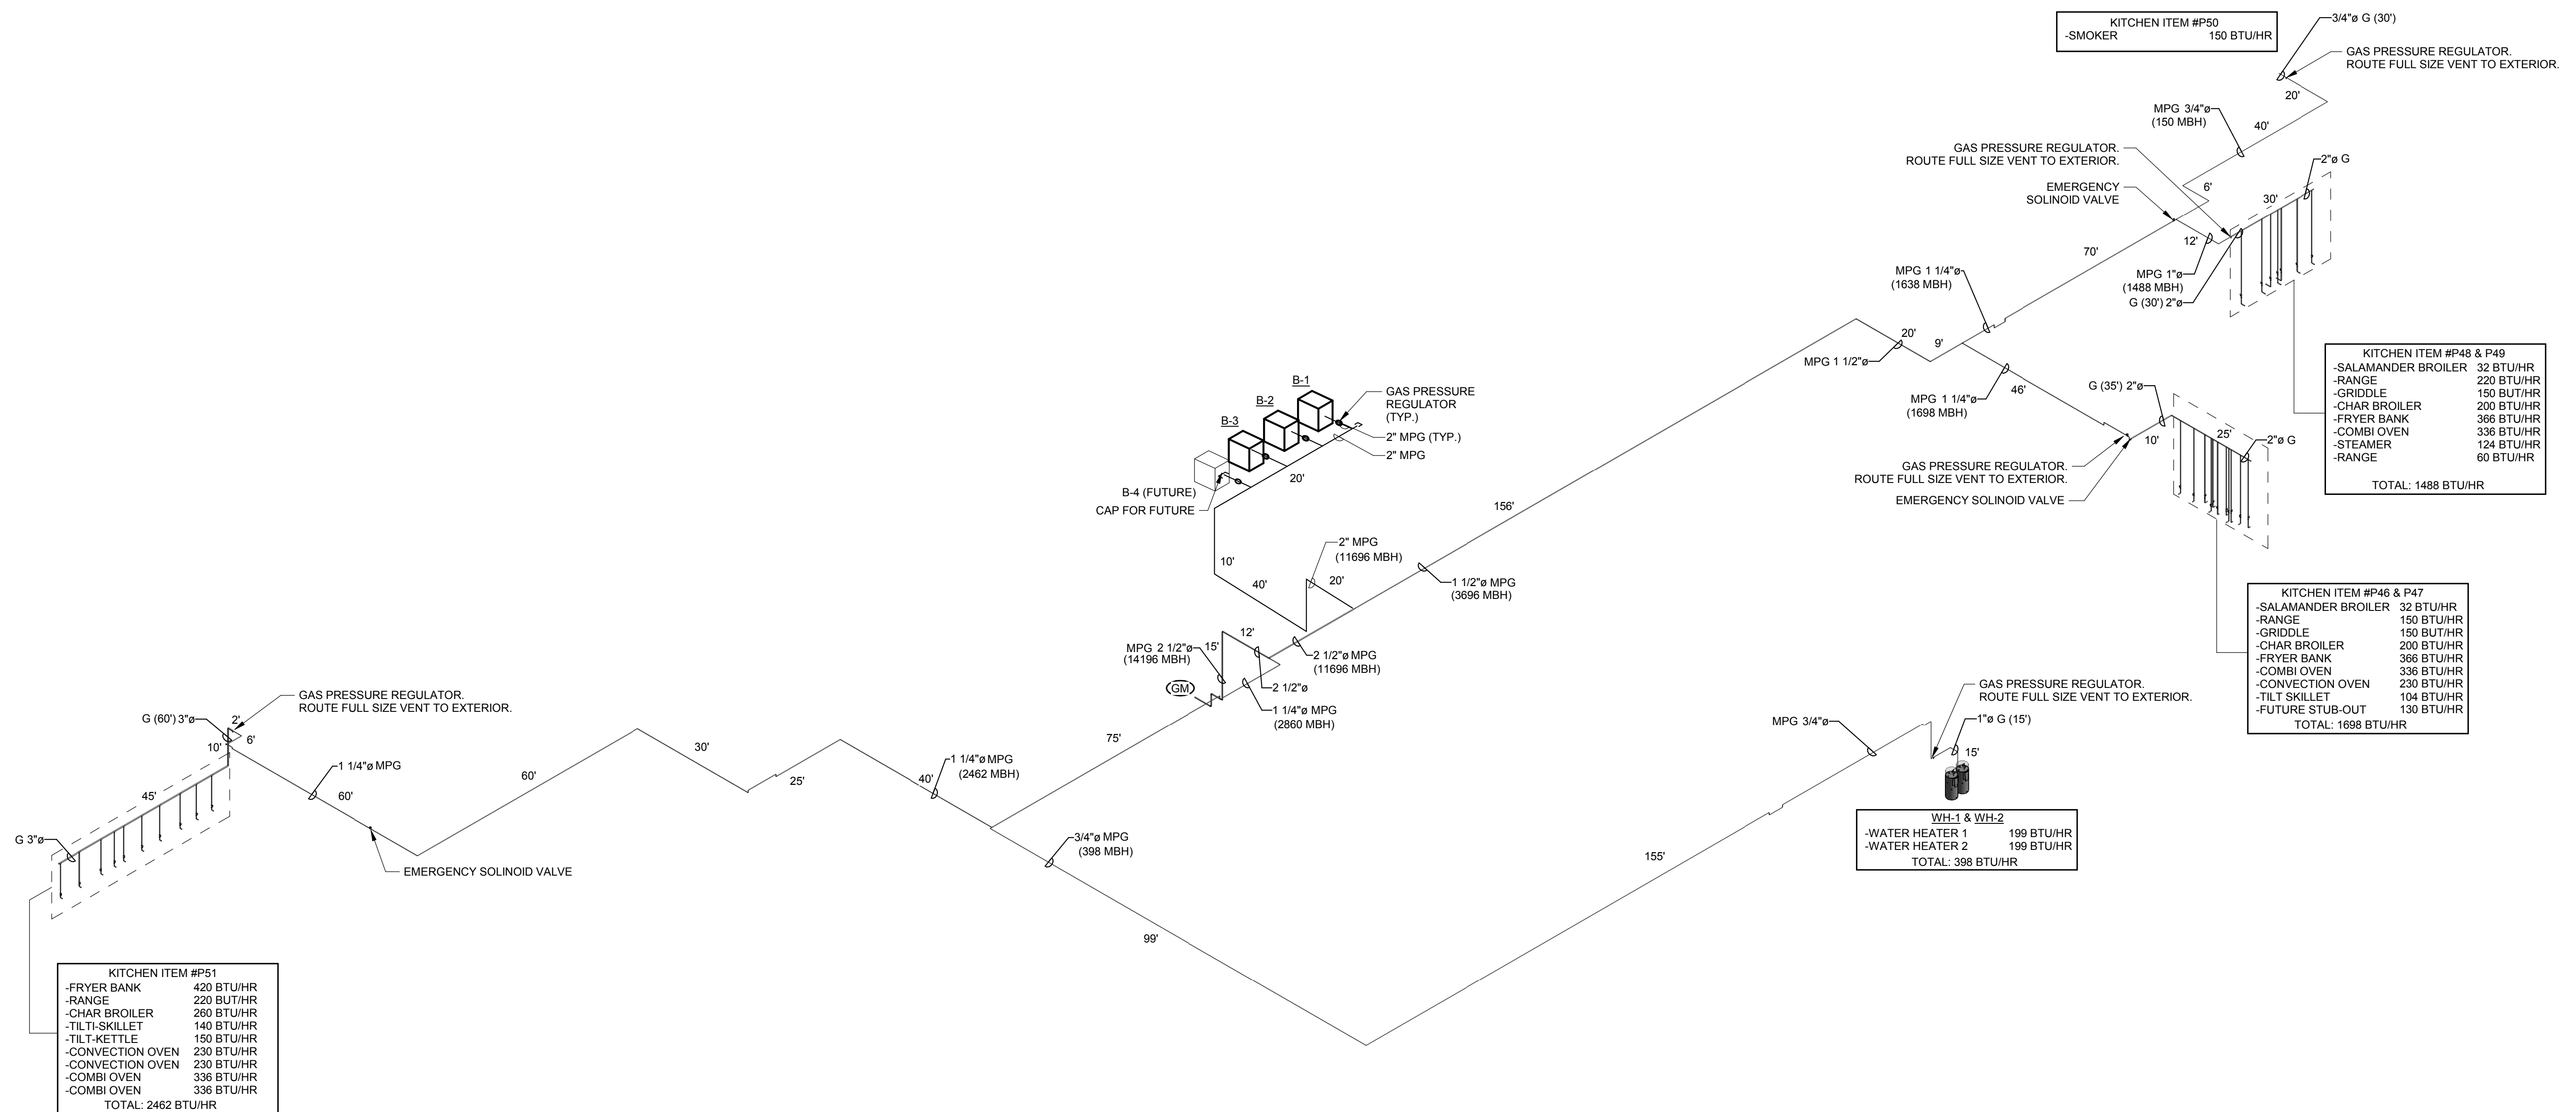 KITCHEN ITEM #P50
-SMOKER 150 BTU/HR
3/4"ø G (30')
GAS PRESSURE REGULATOR.
ROUTE FULL SIZE VENT TO EXTERIOR.
20'
MPG 3/4"ø
(150 MBH)
40'
GAS PRESSURE REGULATOR.
ROUTE FULL SIZE VENT TO EXTERIOR.
2"ø G
EMERGENCY
SOLINOID VALVE
6'
30'
12'
70'
MPG 1"ø
(1488 MBH)
G (30') 2"ø
MPG 1 1/4"ø
(1638 MBH)
20'
9'
MPG 1 1/2"ø
46'
MPG 1 1/4"ø
(1698 MBH)
G (35') 2"ø
10'
25'
2"ø G
GAS PRESSURE REGULATOR.
ROUTE FULL SIZE VENT TO EXTERIOR.
EMERGENCY SOLINOID VALVE
KITCHEN ITEM #P48 & P49
-SALAMANDER BROILER 32 BTU/HR
-RANGE 220 BTU/HR
-GRIDDLE 150 BUT/HR
-CHAR BROILER 200 BTU/HR
-FRYER BANK 366 BTU/HR
-COMBI OVEN 336 BTU/HR
-STEAMER 124 BTU/HR
-RANGE 60 BTU/HR
TOTAL: 1488 BTU/HR
B-1
B-2
B-3
GAS PRESSURE
REGULATOR
(TYP.)
2" MPG (TYP.)
2" MPG
20'
B-4 (FUTURE)
CAP FOR FUTURE
156'
10'
40'
2" MPG
(11696 MBH)
20'
1 1/2"ø MPG
(3696 MBH)
KITCHEN ITEM #P46 & P47
-SALAMANDER BROILER 32 BTU/HR
-RANGE 150 BTU/HR
-GRIDDLE 150 BUT/HR
-CHAR BROILER 200 BTU/HR
-FRYER BANK 366 BTU/HR
-COMBI OVEN 336 BTU/HR
-CONVECTION OVEN 230 BTU/HR
-TILT SKILLET 104 BTU/HR
-FUTURE STUB-OUT 130 BTU/HR
TOTAL: 1698 BTU/HR
12'
MPG 2 1/2"ø
(14196 MBH)
15'
2 1/2"ø MPG
(11696 MBH)
GM
2 1/2"ø
1 1/4"ø MPG
(2860 MBH)
75'
GAS PRESSURE REGULATOR.
ROUTE FULL SIZE VENT TO EXTERIOR.
G (60') 3"ø
2'
6'
10'
1 1/4"ø MPG
60'
60'
30'
25'
40'
1 1/4"ø MPG
(2462 MBH)
45'
G 3"ø
EMERGENCY SOLINOID VALVE
3/4"ø MPG
(398 MBH)
99'
155'
MPG 3/4"ø
GAS PRESSURE REGULATOR.
ROUTE FULL SIZE VENT TO EXTERIOR.
1"ø G (15')
15'
WH-1 & WH-2
-WATER HEATER 1 199 BTU/HR
-WATER HEATER 2 199 BTU/HR
TOTAL: 398 BTU/HR
KITCHEN ITEM #P51
-FRYER BANK 420 BTU/HR
-RANGE 220 BUT/HR
-CHAR BROILER 260 BTU/HR
-TILTI-SKILLET 140 BTU/HR
-TILT-KETTLE 150 BTU/HR
-CONVECTION OVEN 230 BTU/HR
-CONVECTION OVEN 230 BTU/HR
-COMBI OVEN 336 BTU/HR
-COMBI OVEN 336 BTU/HR
TOTAL: 2462 BTU/HR